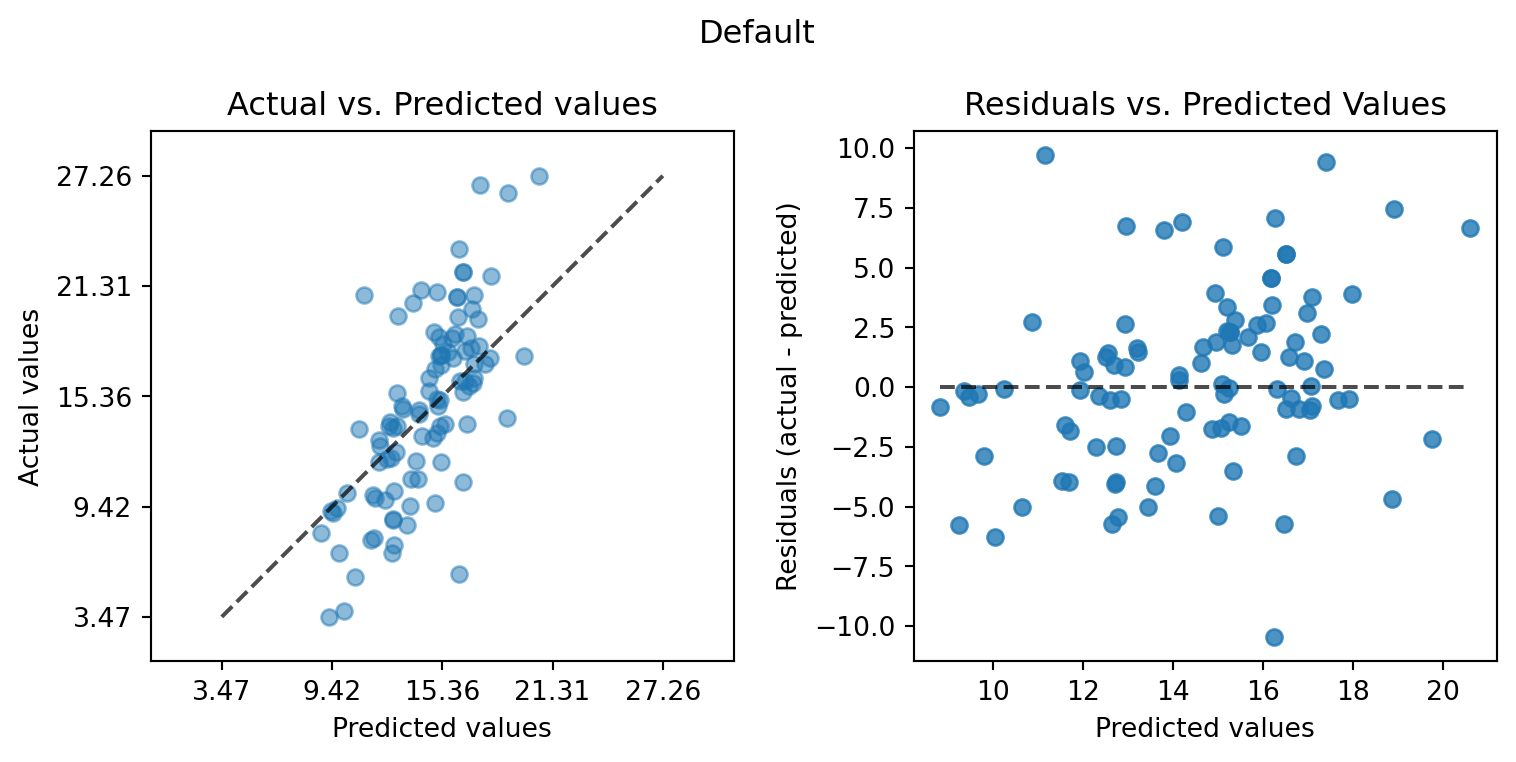 Default
Actual vs. Predicted values
27.26
21.31
15.36
9.42
3.47
Actual values
3.47 9.42 15.36 21.31 27.26
Predicted values
Residuals vs. Predicted Values
10.0
7.5
5.0
2.5
0.0
−2.5
−5.0
−7.5
−10.0
Residuals (actual - predicted)
10 12 14 16 18 20
Predicted values